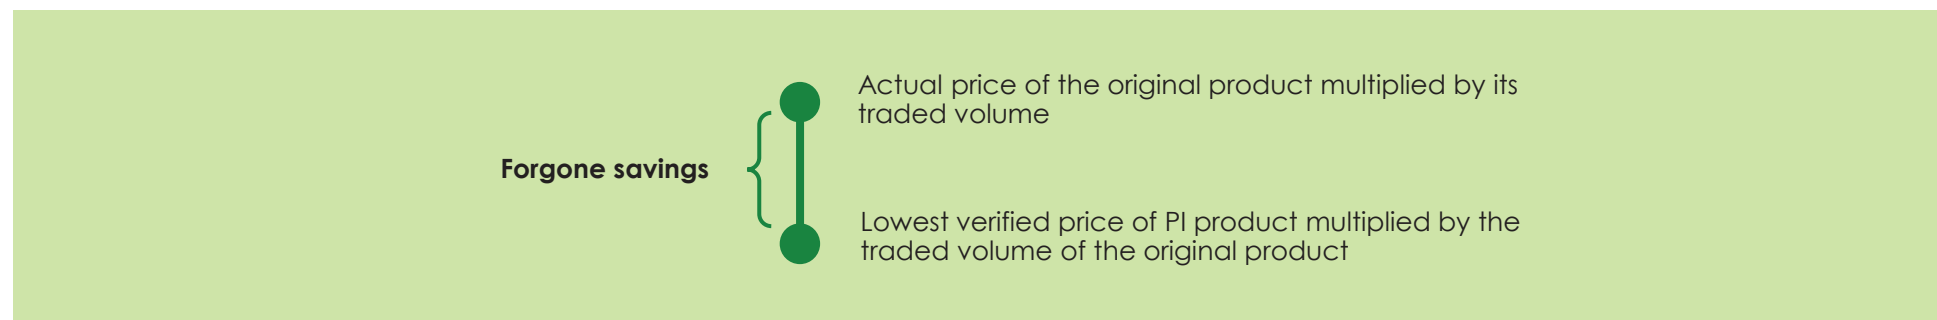 Actual price of the original product multiplied by its
traded volume
Forgone savings
Lowest verified price of PI product multiplied by the
traded volume of the original product